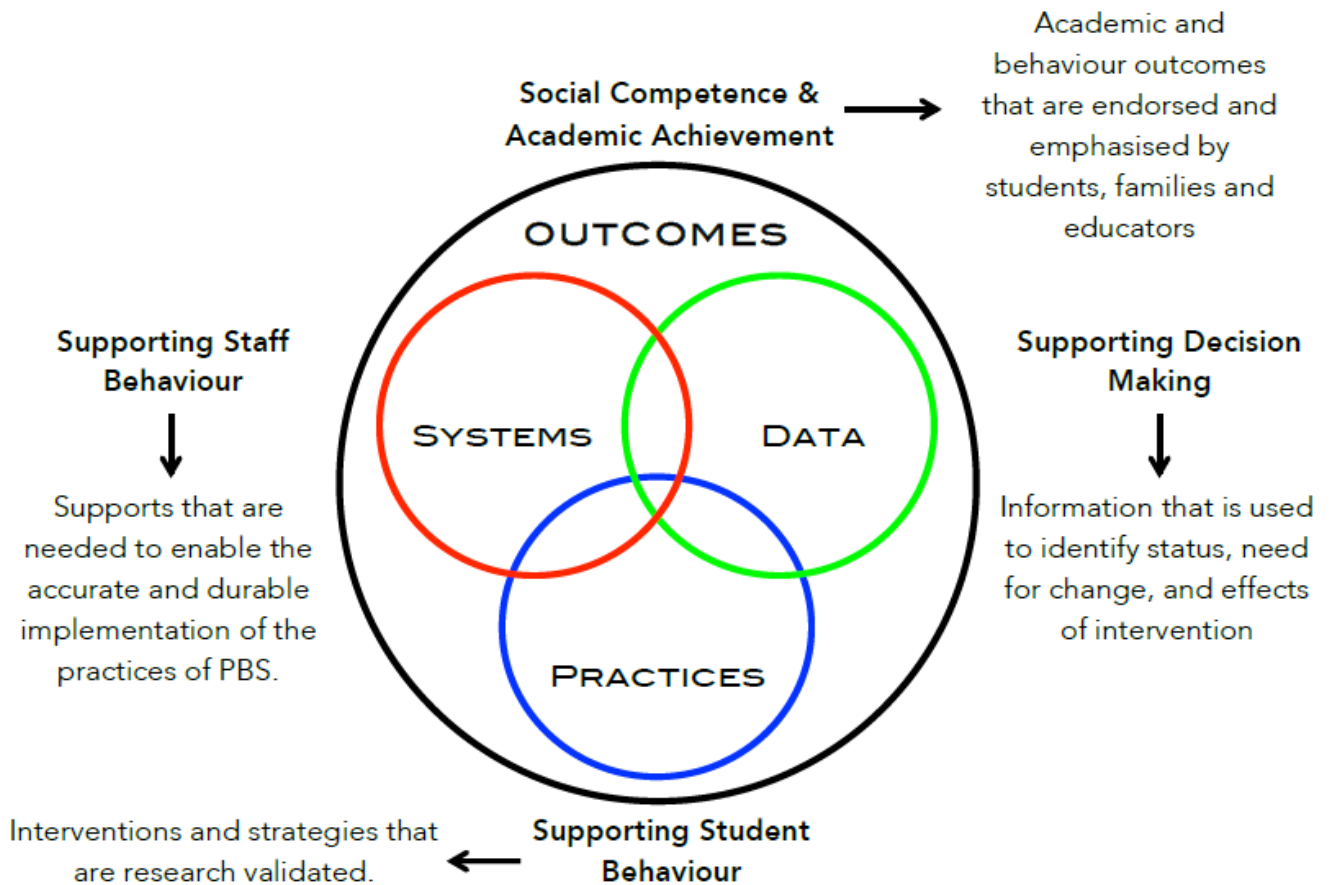 Social Competence &
Academic Achievement
Academic and
behaviour outcomes
that are endorsed and
emphasised by
students, families and
educators
OUTCOMES
Supporting Staff
Behaviour
Supports that are
needed to enable the
accurate and durable
implementation of the
practices of PBS.
SYSTEMS
DATA
Supporting Decision
Making
Information that is used
to identify status, need
for change, and effects
of intervention
PRACTICES
Supporting Student
Behaviour
Interventions and strategies that
are research validated.